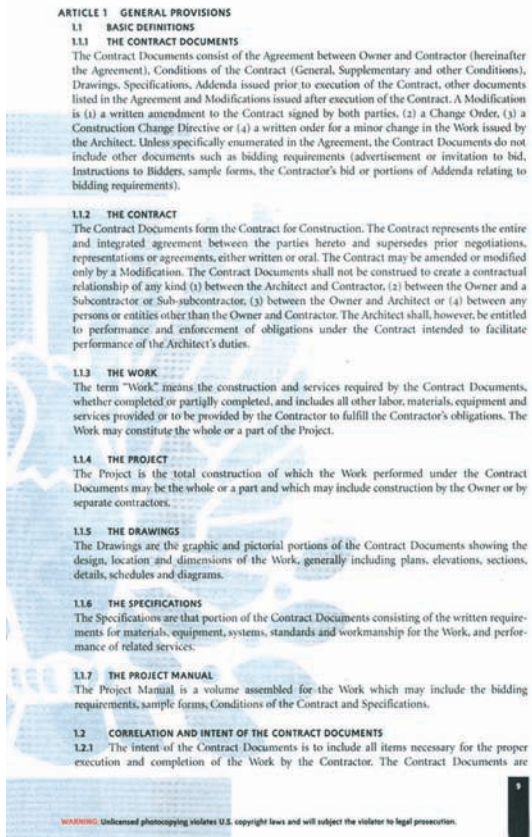 ARTICLE 1 GENERAL PROVISIONS
1.1 BASIC DEFINITIONS
1.1.1 THE CONTRACT DOCUMENTS
The Contract Documents consist of the Agreement between Owner and Contractor (hereinafter
the Agreement), Conditions of the Contract (General, Supplementary and other Conditions),
Drawings, Specifications, Addenda issued prior to execution of the Contract, other documents
listed in the Agreement and Modifications issued after execution of the Contract. A Modification
is (1) a written amendment to the Contract signed by both parties, (2) a Change Order, (3) a
Construction Change Directive or (4) a written order for a minor change in the Work issued by
the Architect. Unless specifically enumerated in the Agreement, the Contract Documents do not
include other documents such as bidding requirements (advertisement or invitation to bid,
Instructions to Bidders, sample forms, the Contractor's bid or portions of Addenda relating to
bidding requirements).
1.1.2 THE CONTRACT
The Contract Documents form the Contract for Construction. The Contract represents the entire
and integrated agreement between the parties hereto and supersedes prior negotiations,
representations or agreements, either written or oral. The Contract may be amended or modified
only by a Modification. The Contract Documents shall not be construed to create a contractual
relationship of any kind (1) between the Architect and Contractor, (2) between the Owner and a
Subcontractor or Sub-subcontractor, (3) between the Owner and Architect or (4) between any
persons or entities other than the Owner and Contractor. The Architect shall, however, be entitled
to performance and enforcement of obligations under the Contract intended to facilitate
performance of the Architect's duties.
1.1.3 THE WORK
The term "Work" means the construction and services required by the Contract Documents,
whether completed or partially completed, and includes all other labor, materials, equipment and
services provided or to be provided by the Contractor to fulfill the Contractor's obligations. The
Work may constitute the whole or a part of the Project.
1.1.4 THE PROJECT
The Project is the total construction of which the Work performed under the Contract
Documents may be the whole or a part and which may include construction by the Owner or by
separate contractors.
1.1.5 THE DRAWINGS
The Drawings are the graphic and pictorial portions of the Contract Documents showing the
design, location and dimensions of the Work, generally including plans, elevations, sections,
details, schedules and diagrams.
1.1.6 THE SPECIFICATIONS
The Specifications are that portion of the Contract Documents consisting of the written require-
ments for materials, equipment, systems, standards and workmanship for the Work, and perfor-
mance of related services.
1.1.7 THE PROJECT MANUAL
The Project Manual is a volume assembled for the Work which may include the bidding
requirements, sample forms, Conditions of the Contract and Specifications.
1.2 CORRELATION AND INTENT OF THE CONTRACT DOCUMENTS
1.2.1 The intent of the Contract Documents is to include all items necessary for the proper
execution and completion of the Work by the Contractor. The Contract Documents are
9
WARNING: Unlicensed photocopying violates U.S. copyright laws and will subject the violator to legal prosecution.